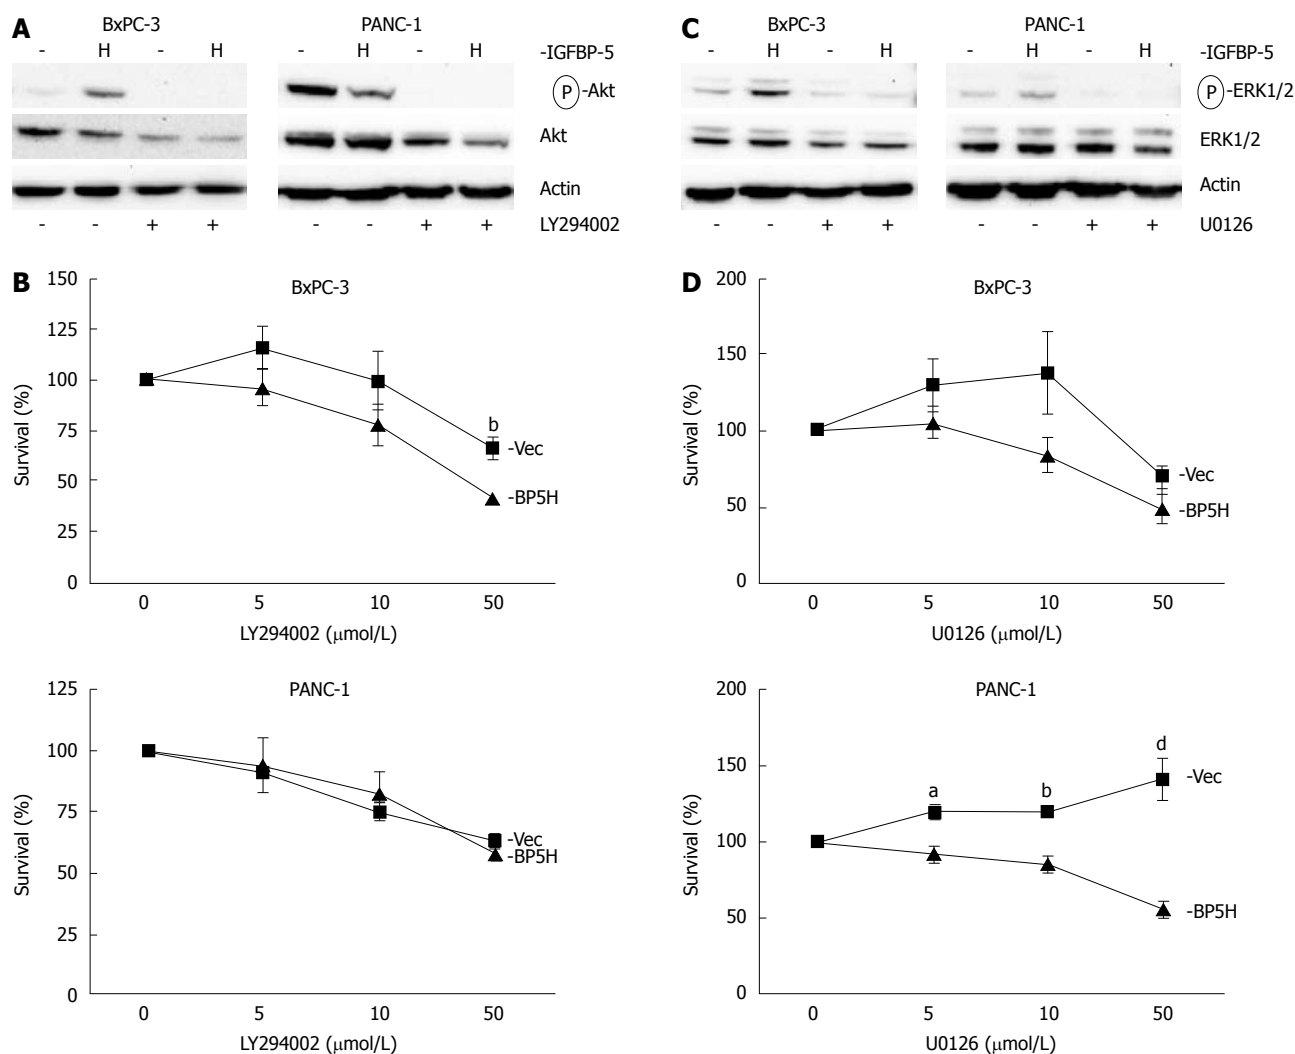 A BxPC-3 PANC-1
- H - H - H - H -IGFBP-5
P -Akt
Akt
Actin
- - + + - - + + LY294002
C BxPC-3 PANC-1
- H - H - H - H -IGFBP-5
P -ERK1/2
ERK1/2
Actin
- - + + - - + + U0126
B
BxPC-3
150
125
100
75
50
25
0
Survival (%)
b
-Vec
-BP5H
0 5 10 50
LY294002 (μmol/L)
PANC-1
125
100
75
50
25
0
Survival (%)
-Vec
-BP5H
0 5 10 50
LY294002 (μmol/L)
D
BxPC-3
200
150
100
50
0
Survival (%)
-Vec
-BP5H
0 5 10 50
U0126 (μmol/L)
PANC-1
200
150
100
50
0
Survival (%)
a b d
-Vec
-BP5H
0 5 10 50
U0126 (μmol/L)